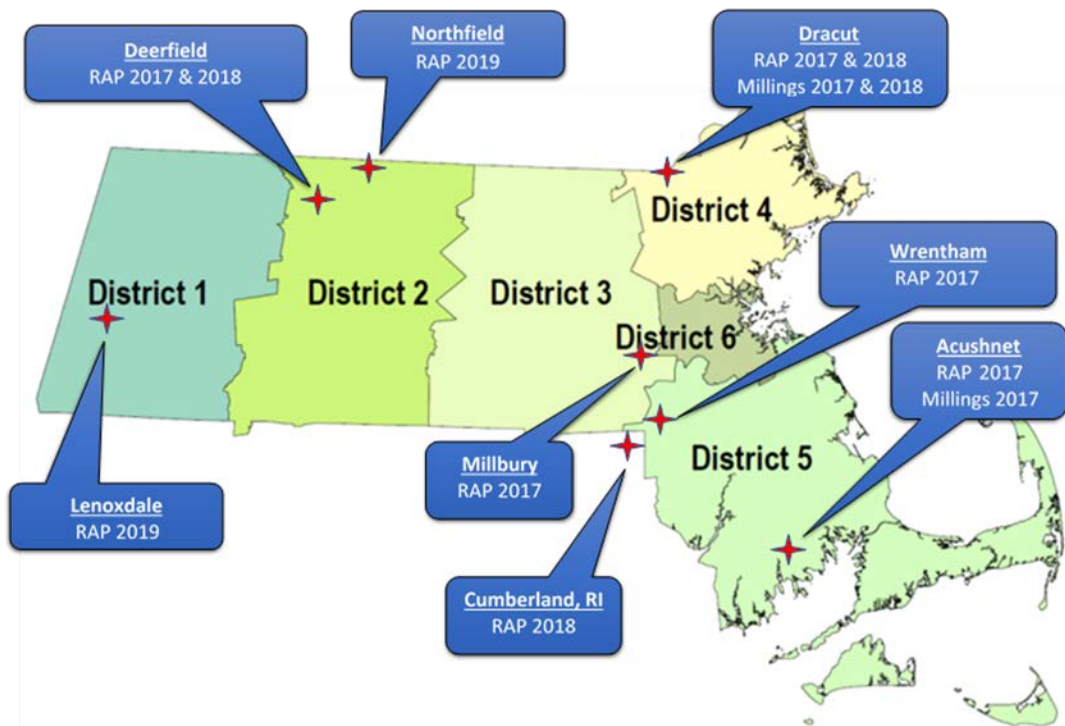 Deerfield
RAP 2017 & 2018
Northfield
RAP 2019
Dracut
RAP 2017 & 2018
Millings 2017 & 2018
District 4
Wrentham
RAP 2017
District 1
District 2
District 3
District 6
Acushnet
RAP 2017
Millings 2017
District 5
Millbury
RAP 2017
Lenoxdale
RAP 2019
Cumberland, RI
RAP 2018